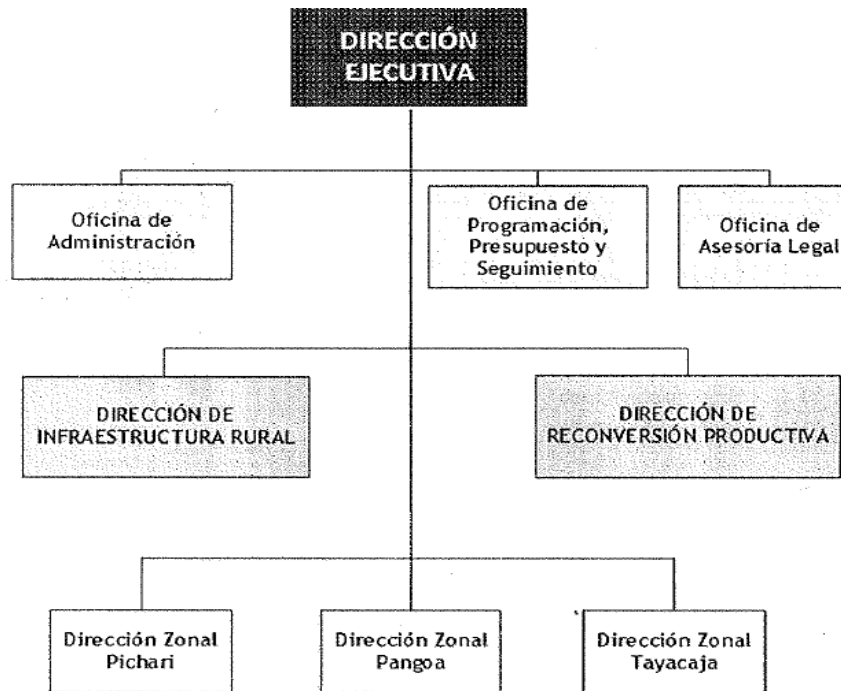 DIRECCIÓN
EJECUTIVA
Oficina de
Administración
Oficina de
Programación,
Presupuesto y
Seguimiento
Oficina de
Asesoría Legal
DIRECCIÓN DE
INFRAESTRUCTURA RURAL
DIRECCIÓN DE
RECONVERSIÓN PRODUCTIVA
Dirección Zonal
Pichari
Dirección Zonal
Pangoa
Dirección Zonal
Tayacaja